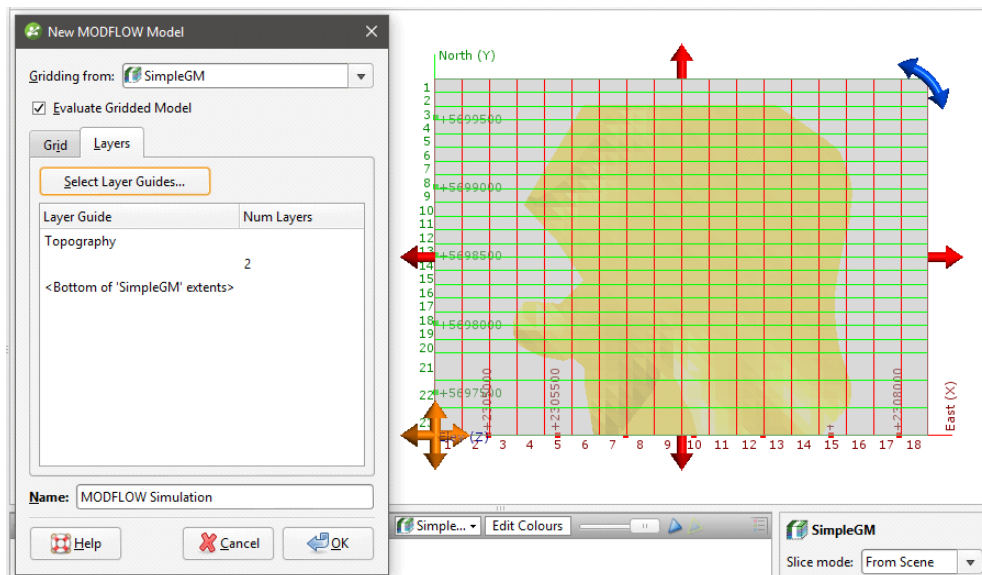 New MODFLOW Model
Gridding from: SimpleGM
Evaluate Gridded Model
Grid Layers
Select Layer Guides...
Layer Guide Num Layers
Topography
2
<Bottom of 'SimpleGM' extents>
Name: MODFLOW Simulation
Help Cancel OK
North (Y)
1
2
3
+5699500
4
5
6
7
8
+5699000
9
10
11
12
13
+5698500
14
15
16
17
18
+5698000
19
20
21
22
+5697500
+2305000
+2305500
+
+2308000
East (X)
(Z)
1 2 3 4 5 6 7 8 9 10 11 12 13 14 15 16 17 18
Simple... Edit Colours
SimpleGM
Slice mode: From Scene